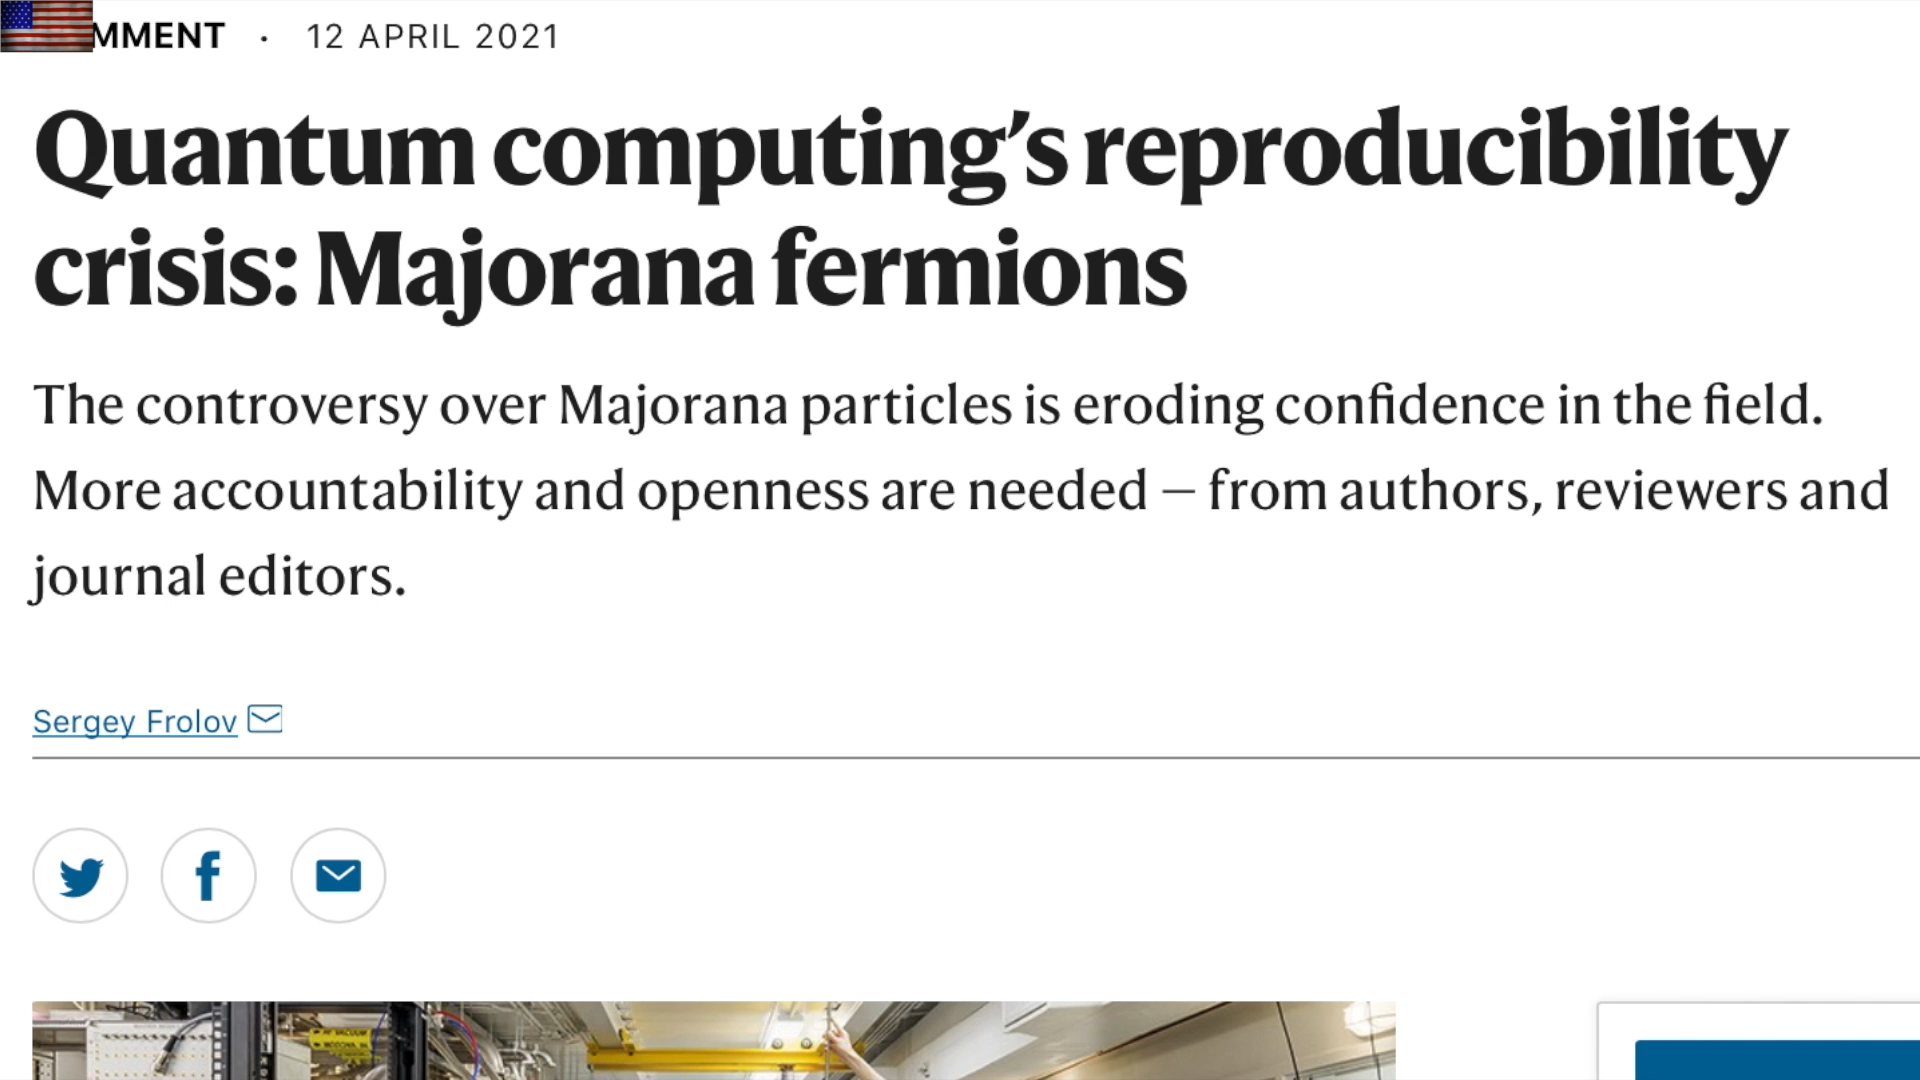 MMENT · 12 APRIL 2021
Quantum computing’s reproducibility
crisis: Majorana fermions
The controversy over Majorana particles is eroding confidence in the field.
More accountability and openness are needed — from authors, reviewers and
journal editors.
Sergey Frolov